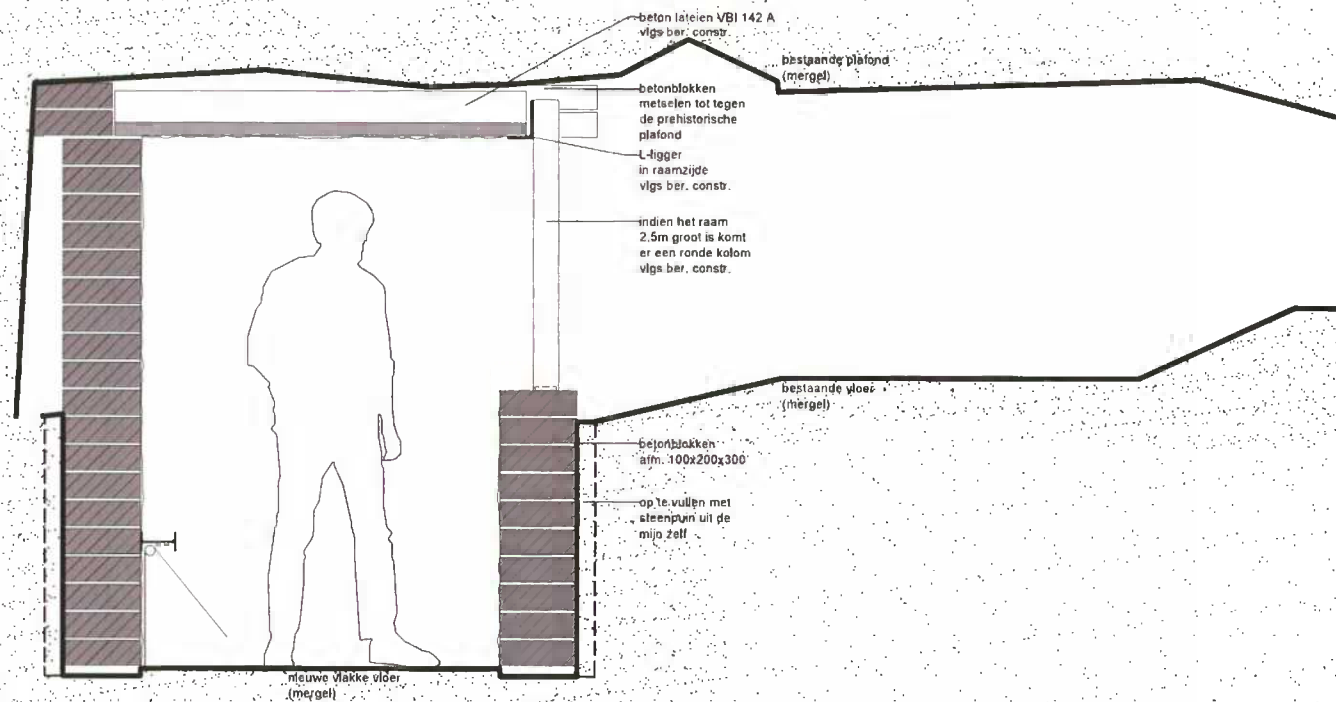 beton lateien VBI 142 A
vlgs ber. constr.
bestaande plafond
(mergel)
betonblokken
metselen tot tegen
de prehistorische
plafond
L-ligger
in raamzijde
vlgs ber. constr.
indien het raam
2,5m groot is komt
er een ronde kolom
vlgs ber. constr.
bestaande vloer
(mergel)
betonblokken
afm. 100x200x300
op te vullen met
steenpuin uit de
mijn zelf
nieuwe vlakke vloer
(mergel)